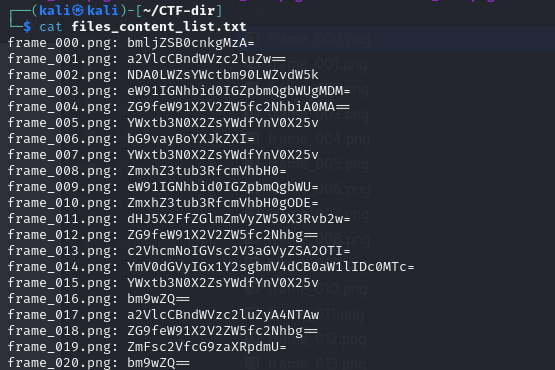 ┌──(kali㉿kali)-[~/CTF-dir]
└─$ cat files_content_list.txt
frame_000.png: bmljZSB0cnkgMzA=
frame_001.png: a2VlcCBndWVzc2luZw==
frame_002.png: NDA0LWZsYWctbm90LWZvdW5k
frame_003.png: eW91IGNhbid0IGZpbmQgbWUgMDM=
frame_004.png: ZG9feW91X2V2ZW5fc2NhbiA0MA==
frame_005.png: YWxtb3N0X2ZsYWdfYnV0X25v
frame_006.png: bG9vayBoYXJkZXI=
frame_007.png: YWxtb3N0X2ZsYWdfYnV0X25v
frame_008.png: ZmxhZ3tub3RfcmVhbH0=
frame_009.png: eW91IGNhbid0IGZpbmQgbWU=
frame_010.png: ZmxhZ3tub3RfcmVhbH0gODE=
frame_011.png: dHJ5X2FfZGlmZmVyZW50X3Rvb2w=
frame_012.png: ZG9feW91X2V2ZW5fc2Nhbg==
frame_013.png: c2VhcmNoIGVsc2V3aGVyZSA2OTI=
frame_014.png: YmV0dGVyIGx1Y2sgbmV4dCB0aW1lIDc0MTc=
frame_015.png: YWxtb3N0X2ZsYWdfYnV0X25v
frame_016.png: bm9wZQ==
frame_017.png: a2VlcCBndWVzc2luZyA4NTAw
frame_018.png: ZG9feW91X2V2ZW5fc2Nhbg==
frame_019.png: ZmFsc2VfcG9zaXRpdmU=
frame_020.png: bm9wZQ==